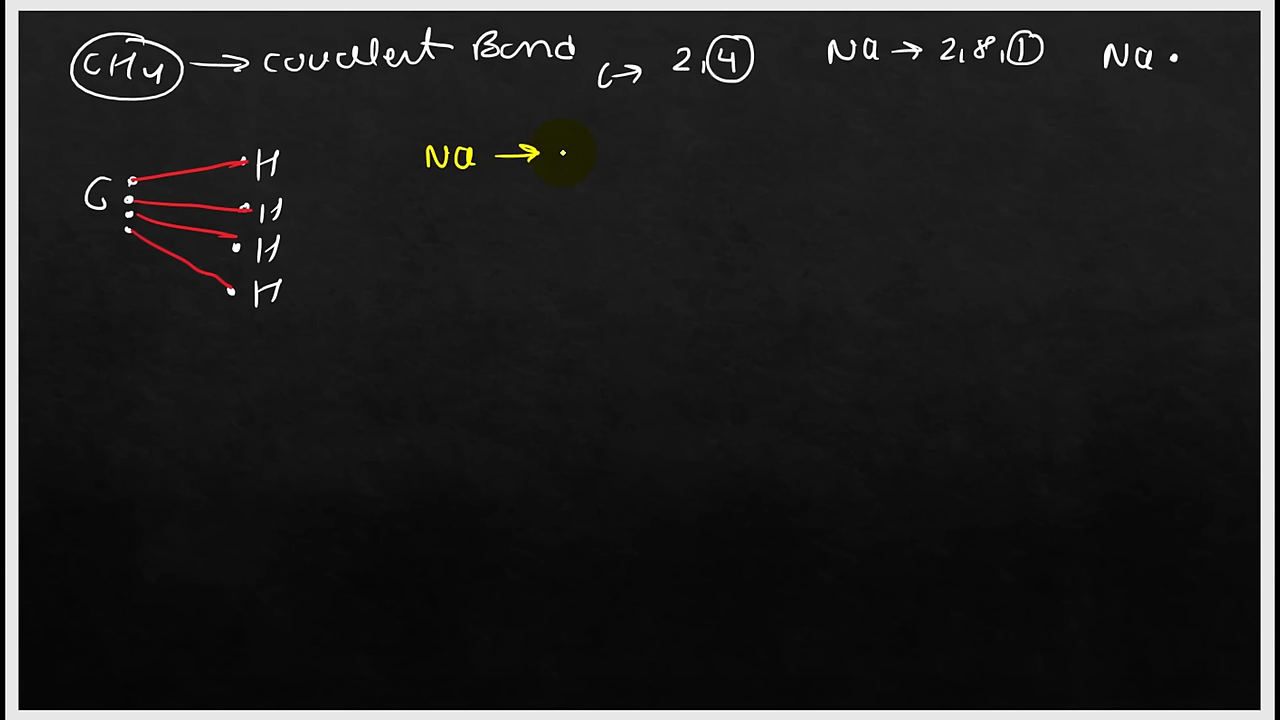 CH4 → covalent Bond C → 2,4 Na → 2,8,1 Na •
C H Na →
H
H
H